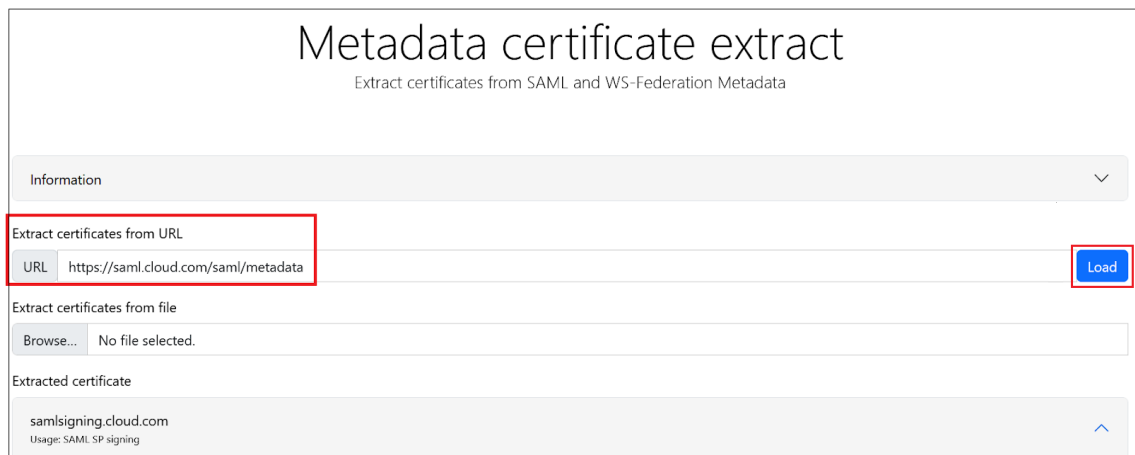 Metadata certificate extract
Extract certificates from SAML and WS-Federation Metadata
Information
Extract certificates from URL
URL https://saml.cloud.com/saml/metadata Load
Extract certificates from file
Browse... No file selected.
Extracted certificate
samlsigning.cloud.com
Usage: SAML SP signing